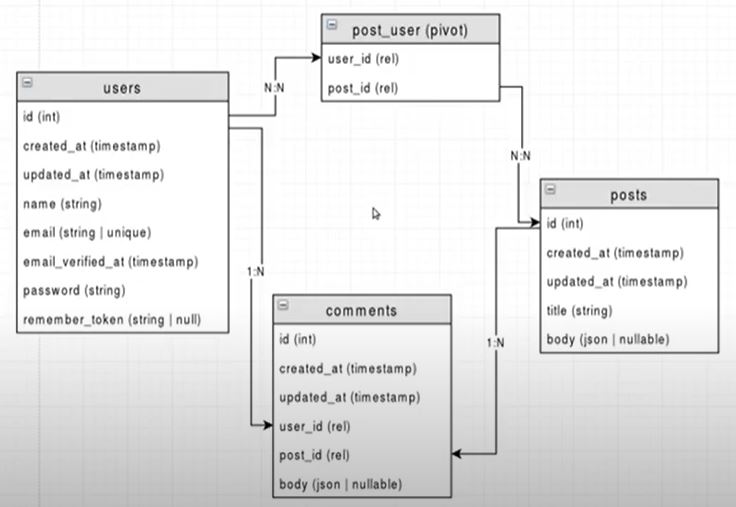 post_user (pivot)
user_id (rel)
post_id (rel)
N:N
users
id (int)
created_at (timestamp)
updated_at (timestamp)
name (string)
email (string | unique)
email_verified_at (timestamp)
password (string)
remember_token (string | null)
N:N
posts
id (int)
created_at (timestamp)
updated_at (timestamp)
title (string)
body (json | nullable)
1:N
comments
id (int)
created_at (timestamp)
updated_at (timestamp)
user_id (rel)
post_id (rel)
body (json | nullable)
1:N